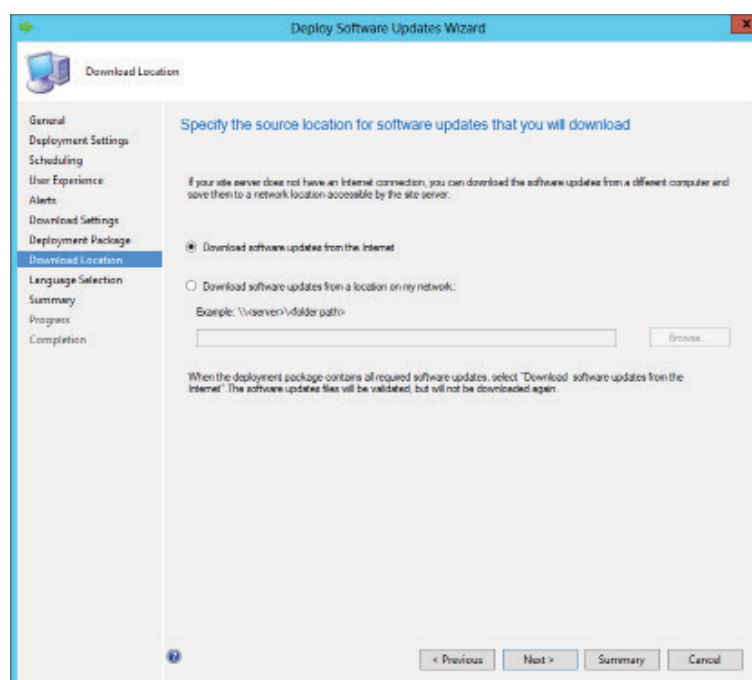 Deploy Software Updates Wizard
x
Download Location
General
Deployment Settings
Scheduling
User Experience
Alerts
Download Settings
Deployment Package
Download Location
Language Selection
Summary
Progress
Completion
Specify the source location for software updates that you will download
If your site server does not have an Internet connection, you can download the software updates from a different computer and
save them to a network location accessible by the site server.
Download software updates from the Internet
Download software updates from a location on my network:
Example: \\<server>\<folder path>
Browse...
When the deployment package contains all required software updates, select "Download software updates from the
Internet". The software updates files will be validated, but will not be downloaded again.
?
< Previous
Next >
Summary
Cancel